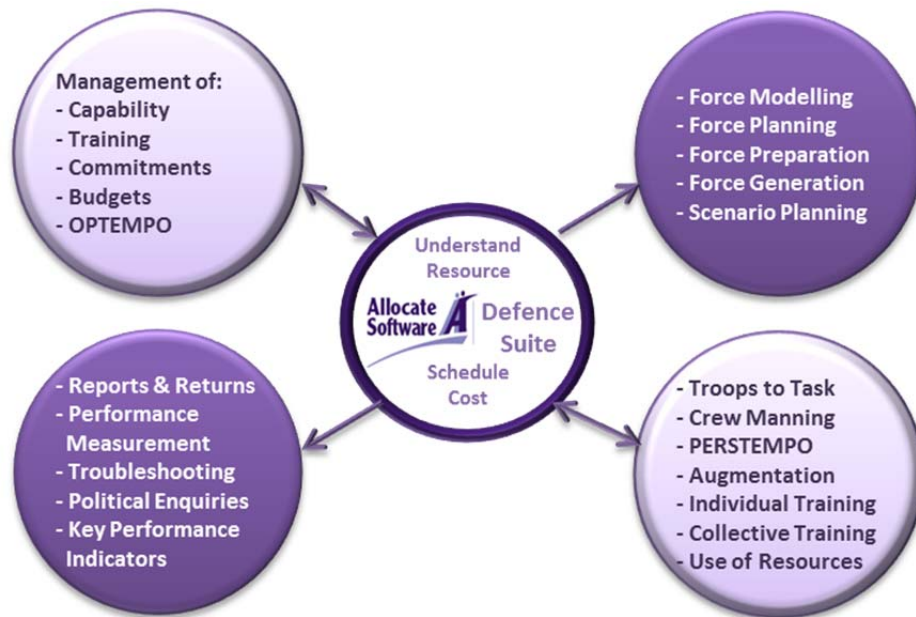 Management of:
- Capability
- Training
- Commitments
- Budgets
- OPTEMPO
- Force Modelling
- Force Planning
- Force Preparation
- Force Generation
- Scenario Planning
Understand
Resource
Allocate
Software
Defence
Suite
Schedule
Cost
- Reports & Returns
- Performance
Measurement
- Troubleshooting
- Political Enquiries
- Key Performance
Indicators
- Troops to Task
- Crew Manning
- PERSTEMPO
- Augmentation
- Individual Training
- Collective Training
- Use of Resources